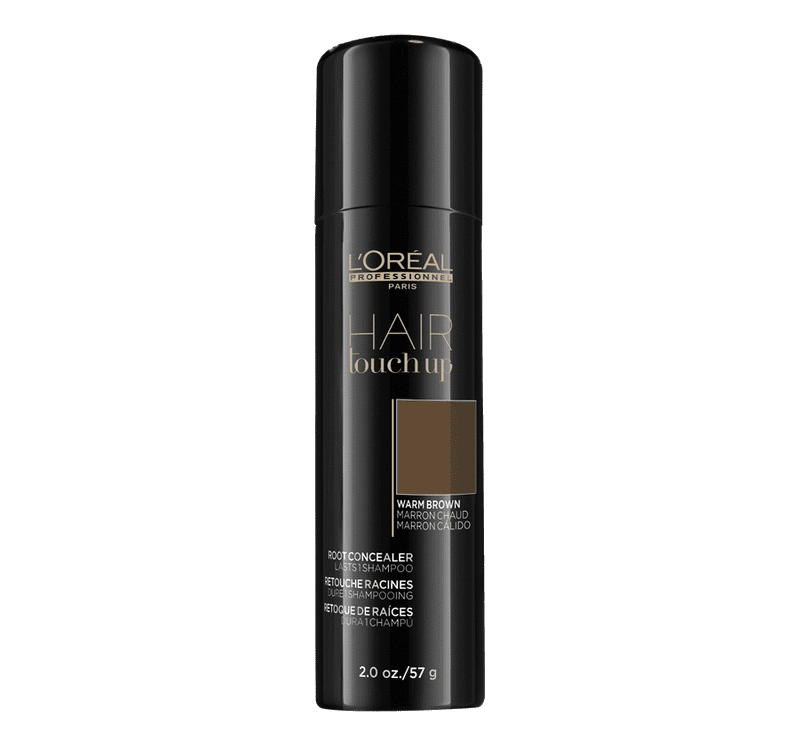 L'ORÉAL
PROFESSIONNEL
PARIS
HAIR
touch up
WARM BROWN
MARRON CHAUD
MARRON CÁLIDO
ROOT CONCEALER
LASTS 1 SHAMPOO
RETOUCHE RACINES
DURE 1 SHAMPOOING
RETOQUE DE RAÍCES
DURA 1 CHAMPÚ
2.0 oz./57 g